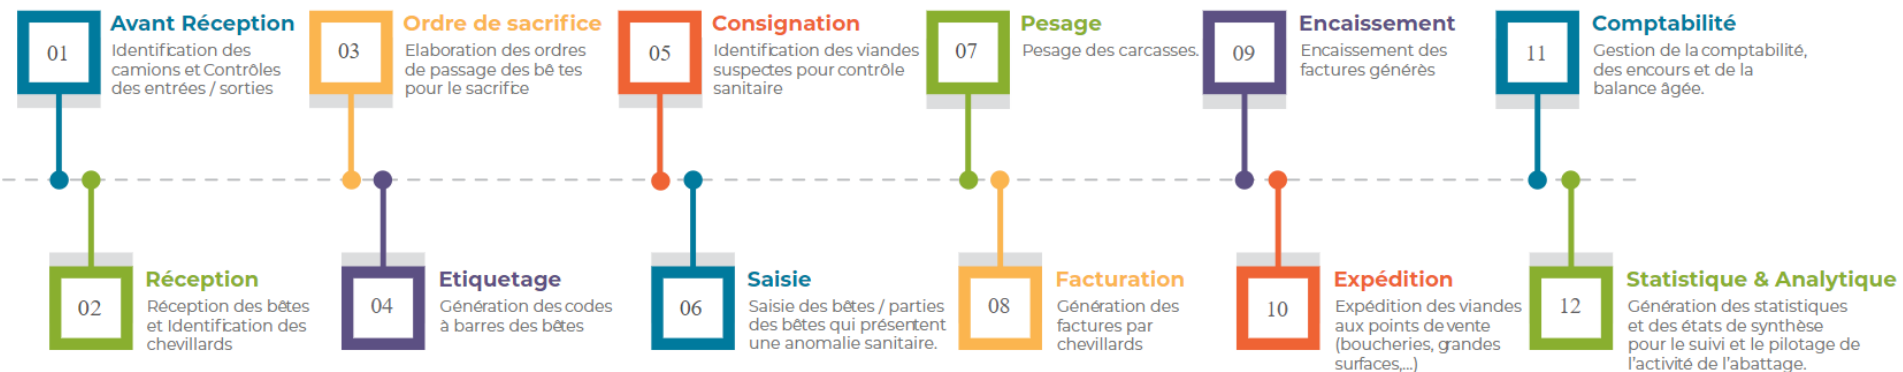 01
Avant Réception
Identification des
camions et Contrôles
des entrées / sorties
02
Réception
Réception des bêtes
et Identification des
chevillards
03
Ordre de sacrifice
Elaboration des ordres
de passage des bê tes
pour le sacrifice
04
Etiquetage
Génération des codes
à barres des bêtes
05
Consignation
Identification des viandes
suspectes pour contrôle
sanitaire
06
Saisie
Saisie des bêtes / parties
des bêtes qui présentent
une anomalie sanitaire.
07
Pesage
Pesage des carcasses.
08
Facturation
Génération des
factures par
chevillards
09
Encaissement
Encaissement des
factures générès
10
Expédition
Expédition des viandes
aux points de vente
(boucheries, grandes
surfaces,...)
11
Comptabilité
Gestion de la comptabilité,
des encours et de la
balance âgée.
12
Statistique & Analytique
Génération des statistiques
et des états de synthèse
pour le suivi et le pilotage de
l'activité de l'abattage.